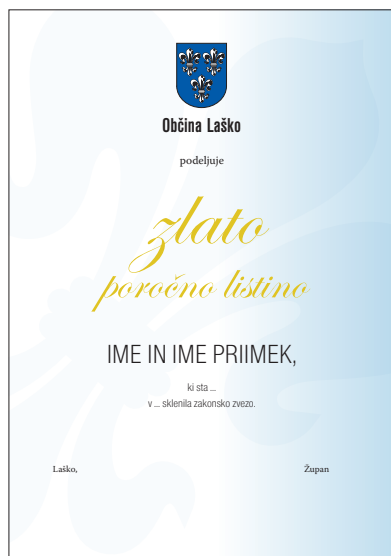 Občina Laško
podeljuje
zlato
poročno listino
IME IN IME PRIIMEK,
ki sta ...
v ... sklenila zakonsko zvezo.
Laško, Župan